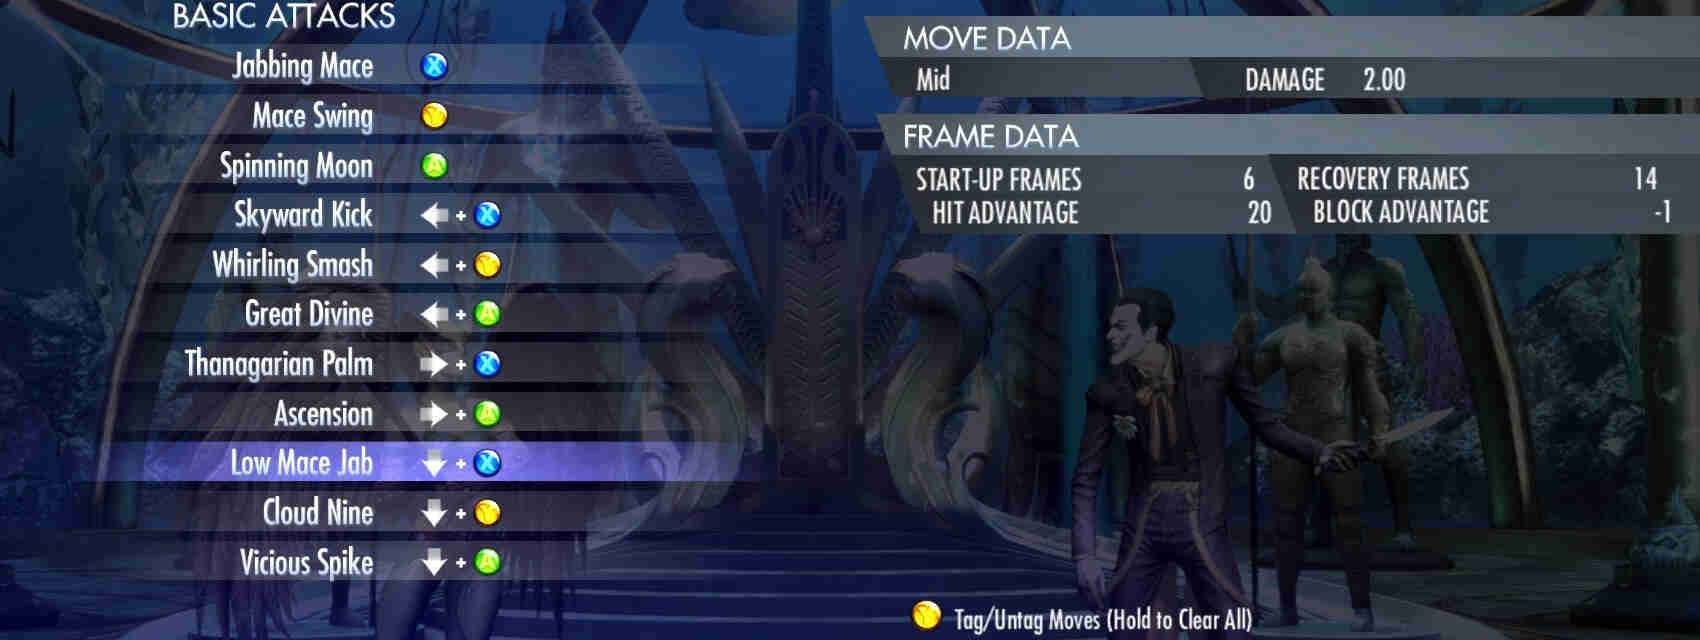 BASIC ATTACKS
Jabbing Mace X
Mace Swing Y
Spinning Moon A
Skyward Kick + X
Whirling Smash + Y
Great Divine + A
Thanagarian Palm + X
Ascension + A
Low Mace Jab + X
Cloud Nine + Y
Vicious Spike + A
MOVE DATA
Mid DAMAGE 2.00
FRAME DATA
START-UP FRAMES 6 RECOVERY FRAMES 14
HIT ADVANTAGE 20 BLOCK ADVANTAGE -1
Y Tag/Untag Moves (Hold to Clear All)